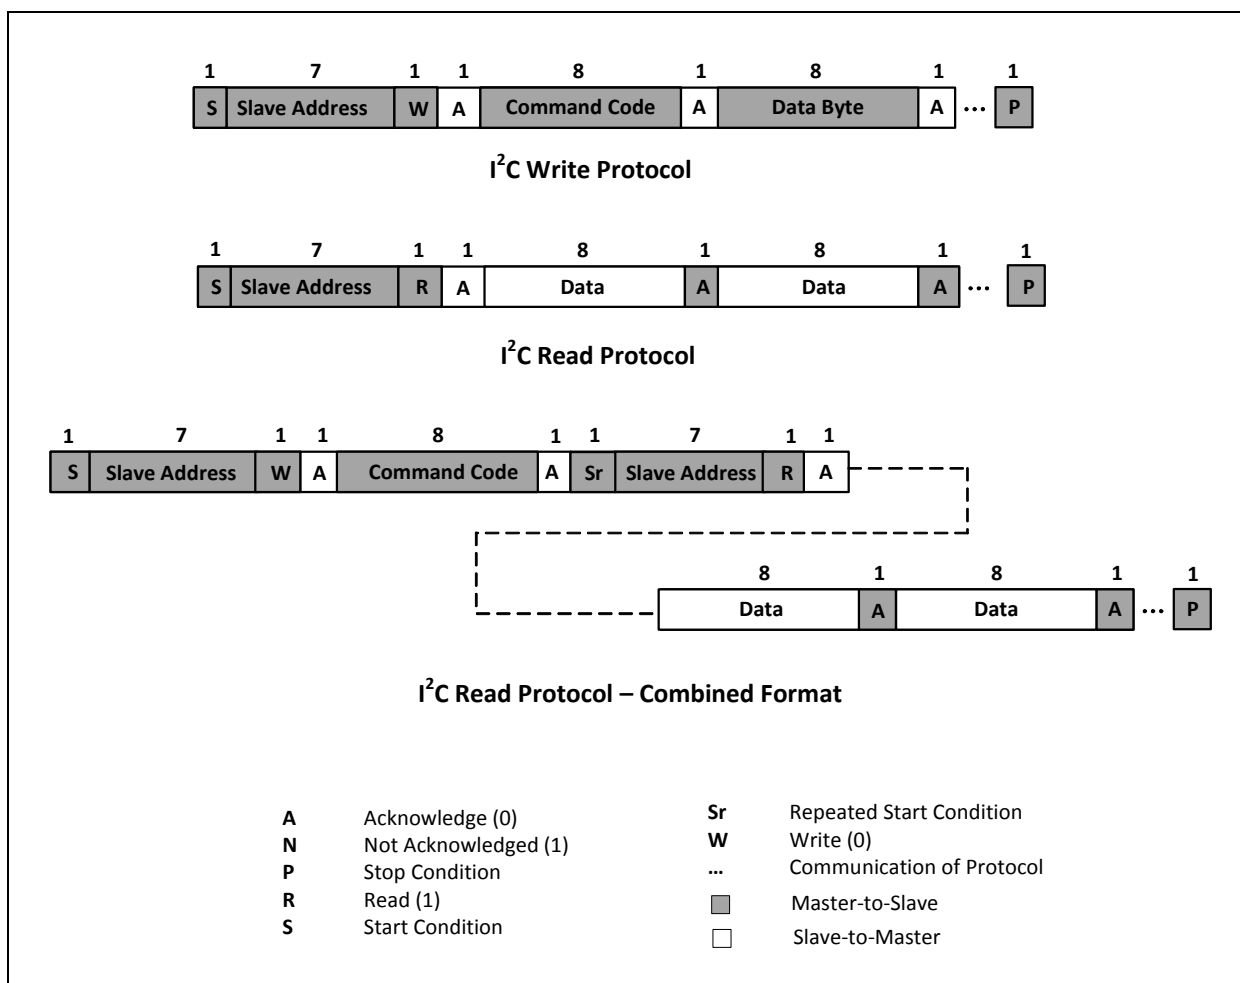 1 7 1 1 8 1 8 1 1
S Slave Address W A Command Code A Data Byte A ... P
I²C Write Protocol
1 7 1 1 8 1 8 1 1
S Slave Address R A Data A Data A ... P
I²C Read Protocol
1 7 1 1 8 1 1 7 1 1
S Slave Address W A Command Code A Sr Slave Address R A
8 1 8 1 1
Data A Data A ... P
I²C Read Protocol – Combined Format
A Acknowledge (0)
N Not Acknowledged (1)
P Stop Condition
R Read (1)
S Start Condition
Sr Repeated Start Condition
W Write (0)
... Communication of Protocol
Master-to-Slave
Slave-to-Master